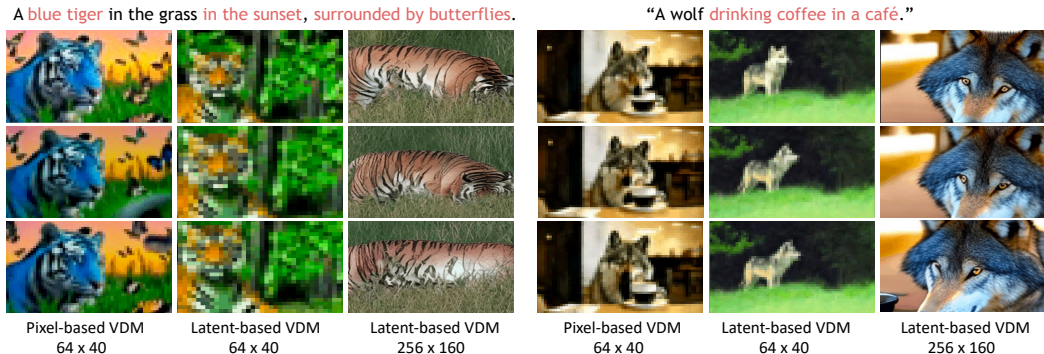 A blue tiger in the grass in the sunset, surrounded by butterflies.
“A wolf drinking coffee in a café.”
Pixel-based VDM
64 x 40
Latent-based VDM
64 x 40
Latent-based VDM
256 x 160
Pixel-based VDM
64 x 40
Latent-based VDM
64 x 40
Latent-based VDM
256 x 160